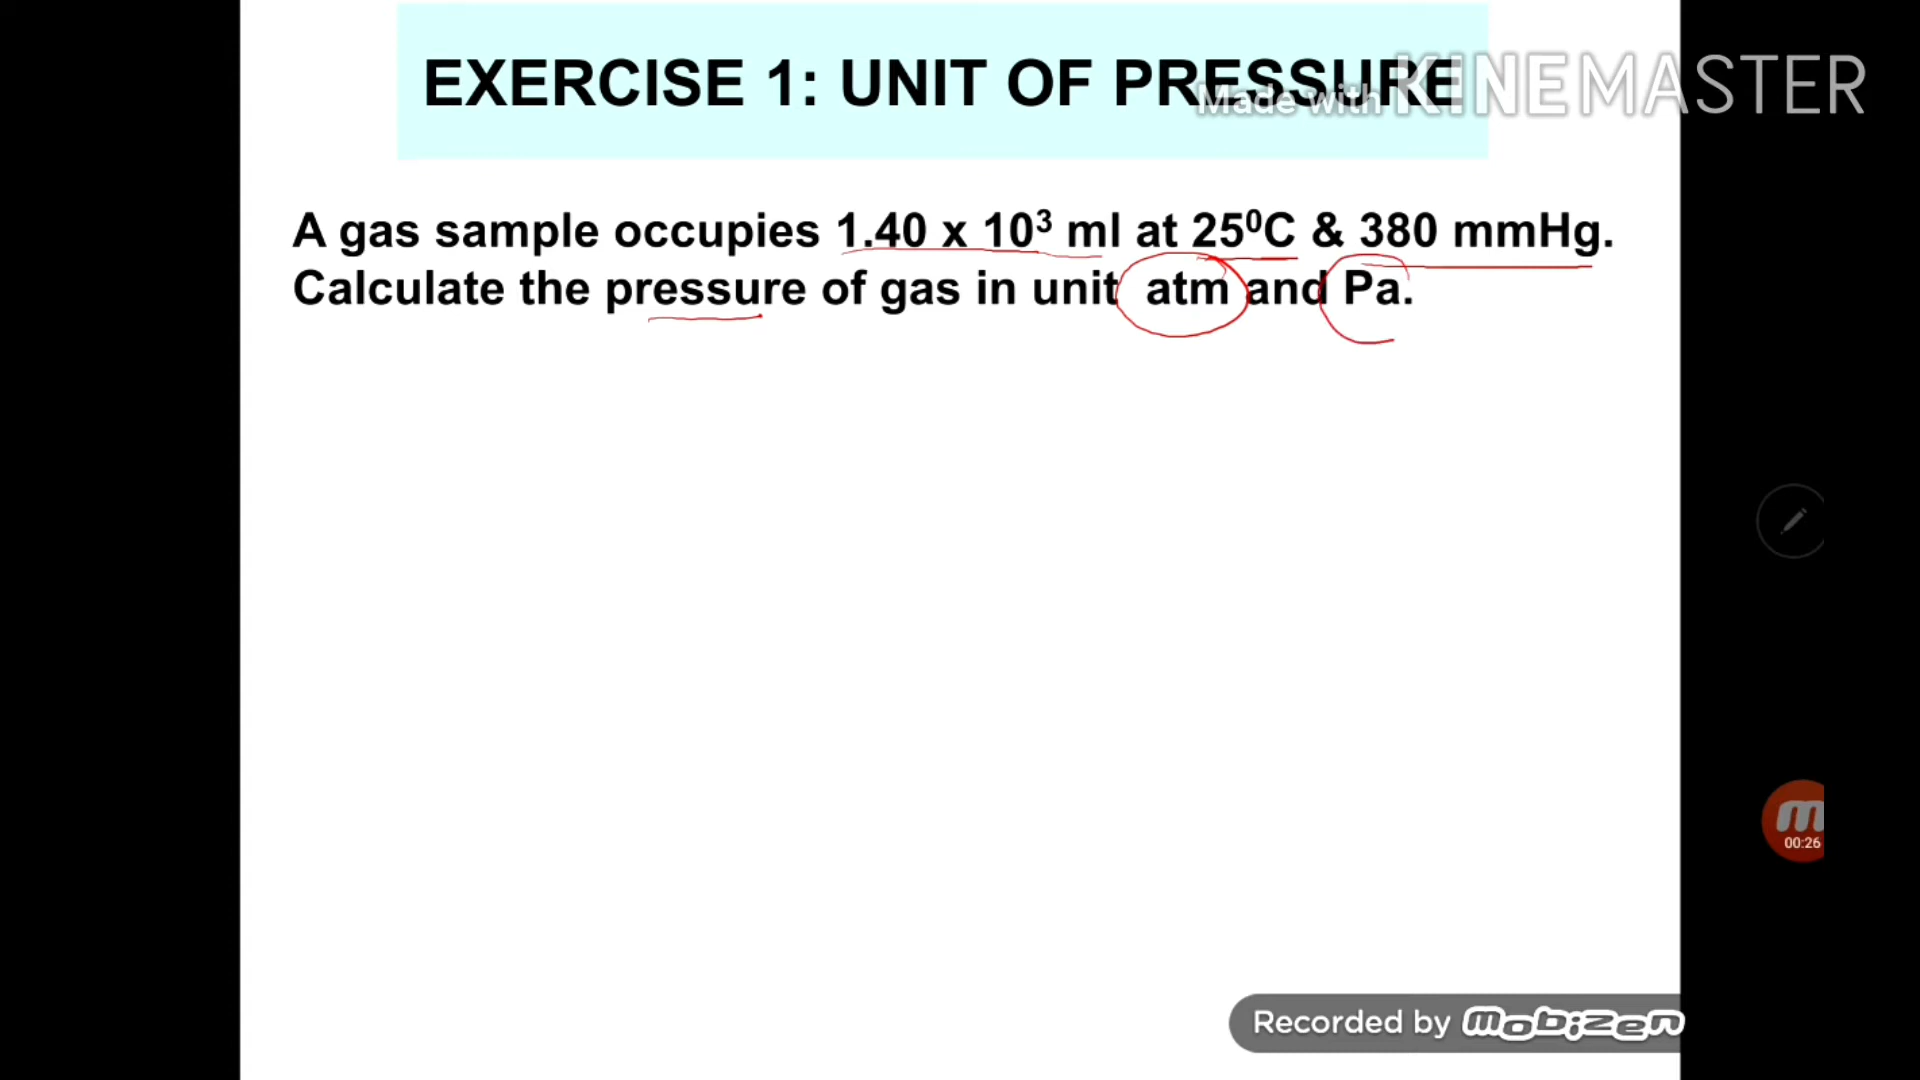 EXERCISE 1: UNIT OF PRESSURE
Made with KINEMASTER
A gas sample occupies 1.40 x 10³ ml at 25⁰C & 380 mmHg.
Calculate the pressure of gas in unit atm and Pa.
00:26
Recorded by mobizen